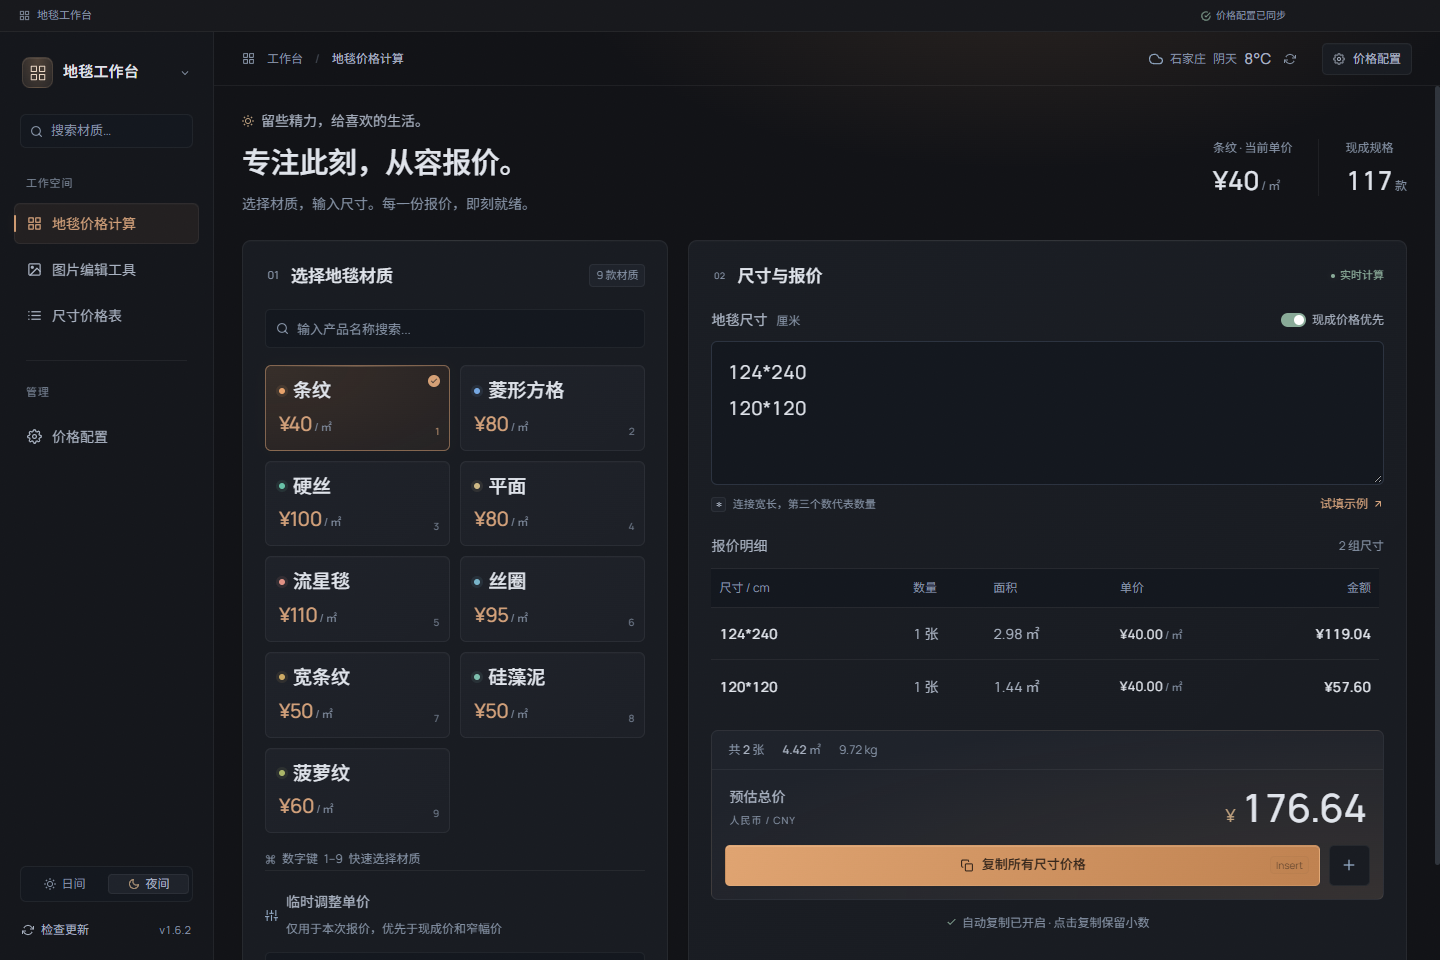 地毯工作台
价格配置已同步
地毯工作台
搜索材质...
工作空间
地毯价格计算
图片编辑工具
尺寸价格表
管理
价格配置
日间
夜间
检查更新
v1.6.2
工作台 / 地毯价格计算
石家庄 阴天 8°C
价格配置
留些精力，给喜欢的生活。
专注此刻，从容报价。
选择材质，输入尺寸。每一份报价，即刻就绪。
条纹 · 当前单价
¥40 / ㎡
现成规格
117 款
01 选择地毯材质
9 款材质
输入产品名称搜索...
条纹
¥40 / ㎡
1
菱形方格
¥80 / ㎡
2
硬丝
¥100 / ㎡
3
平面
¥80 / ㎡
4
流星毯
¥110 / ㎡
5
丝圈
¥95 / ㎡
6
宽条纹
¥50 / ㎡
7
硅藻泥
¥50 / ㎡
8
菠萝纹
¥60 / ㎡
9
⌘ 数字键 1–9 快速选择材质
临时调整单价
仅用于本次报价，优先于现成价和窄幅价
02 尺寸与报价
实时计算
地毯尺寸 厘米
现成价格优先
124*240
120*120
* 连接宽长，第三个数代表数量
试填示例
报价明细
2 组尺寸
尺寸 / cm 数量 面积 单价 金额
124*240 1 张 2.98 ㎡ ¥40.00 / ㎡ ¥119.04
120*120 1 张 1.44 ㎡ ¥40.00 / ㎡ ¥57.60
共 2 张 4.42 ㎡ 9.72 kg
预估总价
人民币 / CNY
¥ 176.64
复制所有尺寸价格 Insert
自动复制已开启 · 点击复制保留小数